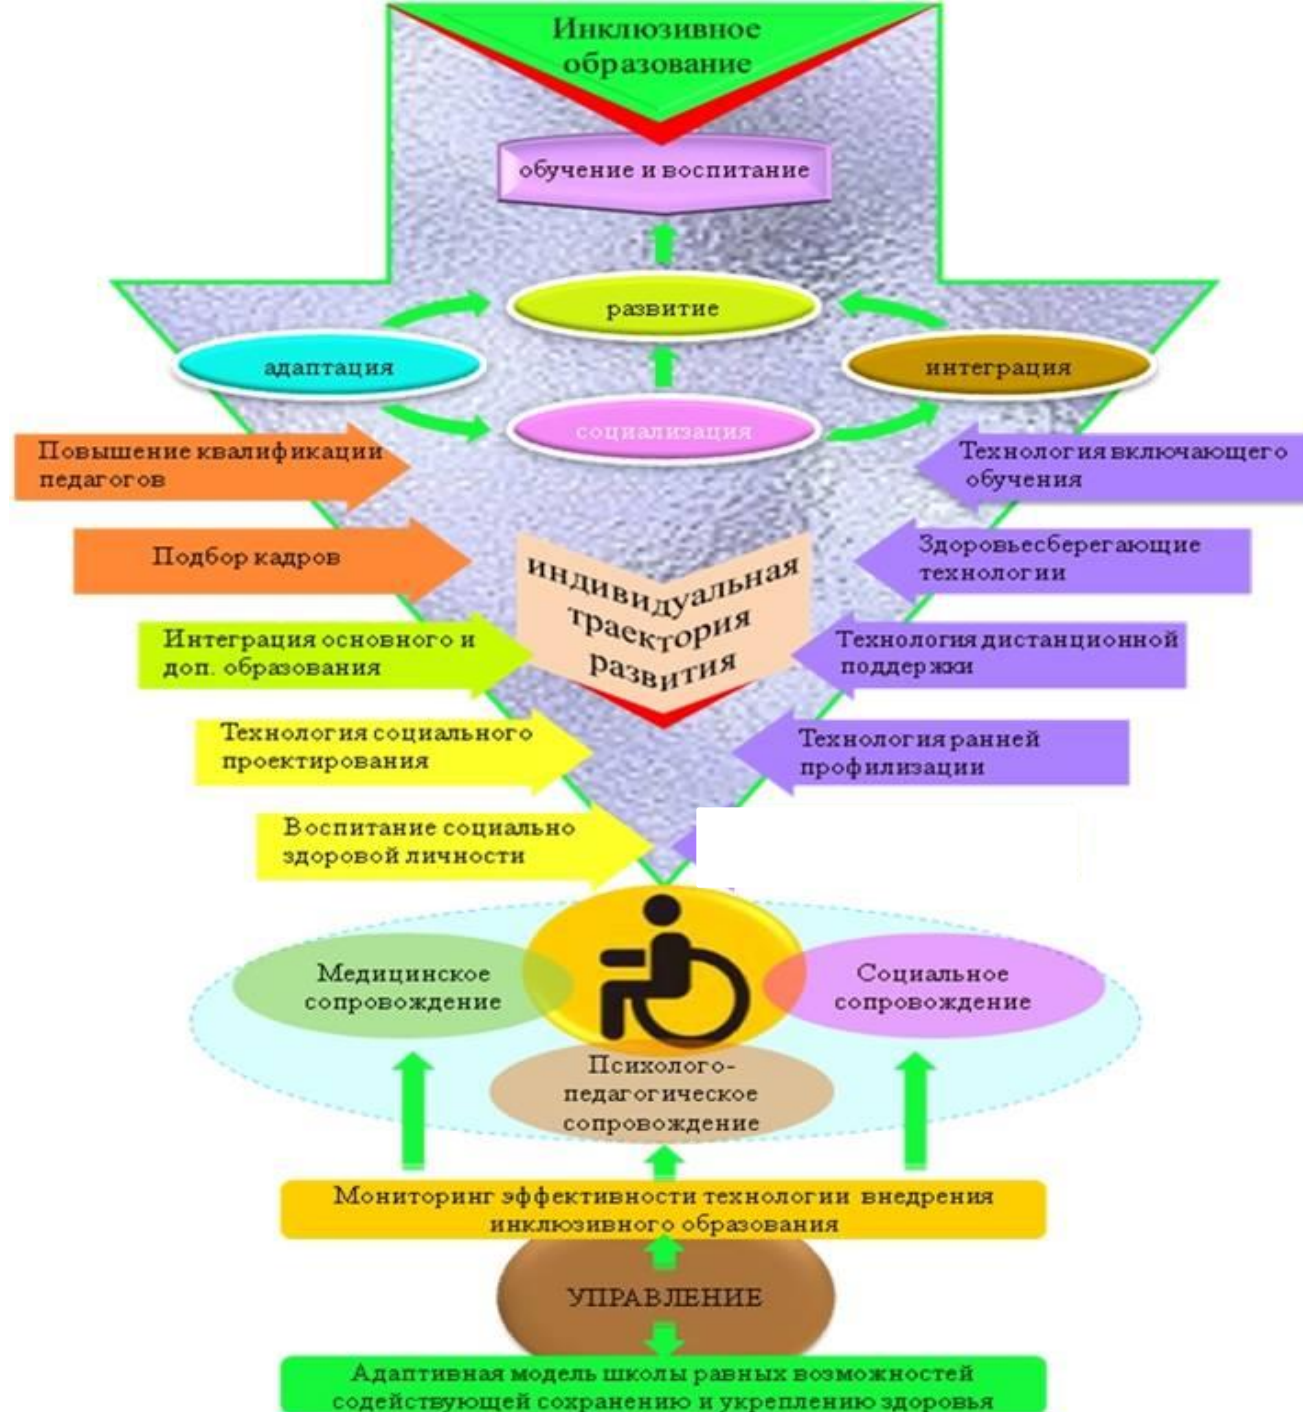 Инклюзивное
образование
обучение и воспитание
развитие
адаптация
интеграция
социализация
Повышение квалификации
педагогов
Технология включающего
обучения
Подбор кадров
Здоровьесберегающие
технологии
индивидуальная
траектория
развития
Интеграция основного и
доп. образования
Технология дистанционной
поддержки
Технология социального
проектирования
Технология ранней
профилизации
Воспитание социально
здоровой личности
Медицинское
сопровождение
Социальное
сопровождение
Психолого-
педагогическое
сопровождение
Мониторинг эффективности технологии внедрения
инклюзивного образования
УПРАВЛЕНИЕ
Адаптивная модель школы равных возможностей
содействующей сохранению и укреплению здоровья